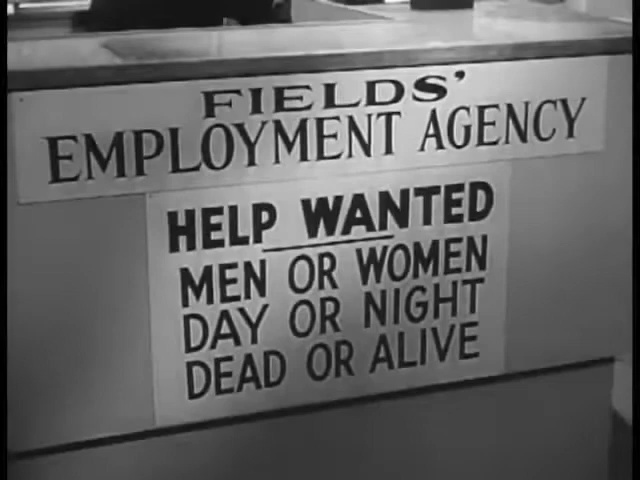 FIELDS'
EMPLOYMENT AGENCY
HELP WANTED
MEN OR WOMEN
DAY OR NIGHT
DEAD OR ALIVE